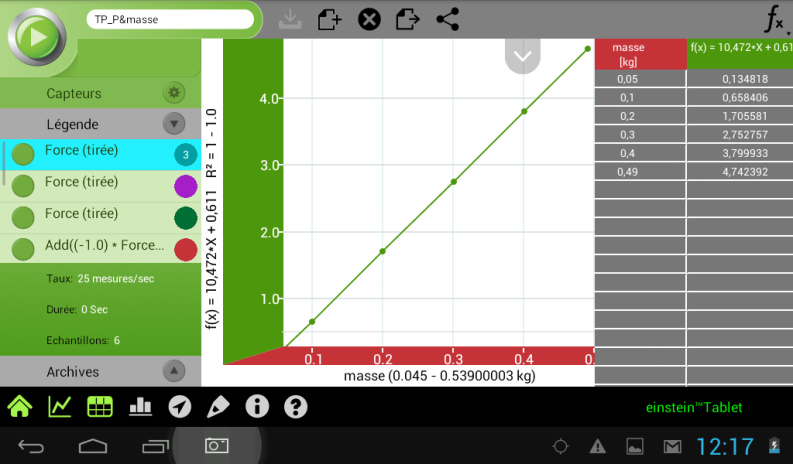 TP_P&masse
fx
Capteurs
Légende
Force (tirée)
3
Force (tirée)
Force (tirée)
Add((-1.0) * Force...
Taux: 25 mesures/sec
Durée: 0 Sec
Echantillons: 6
Archives
f(x) = 10,472*X + 0,611 R² = 1 - 1.0
4.0
3.0
2.0
1.0
0.1 0.2 0.3 0.4 0.
masse (0.045 - 0.53900003 kg)
masse [kg] f(x) = 10,472*X + 0,61
0,05 0,134818
0,1 0,658406
0,2 1,705581
0,3 2,752757
0,4 3,799933
0,49 4,742392
einstein™Tablet
12:17